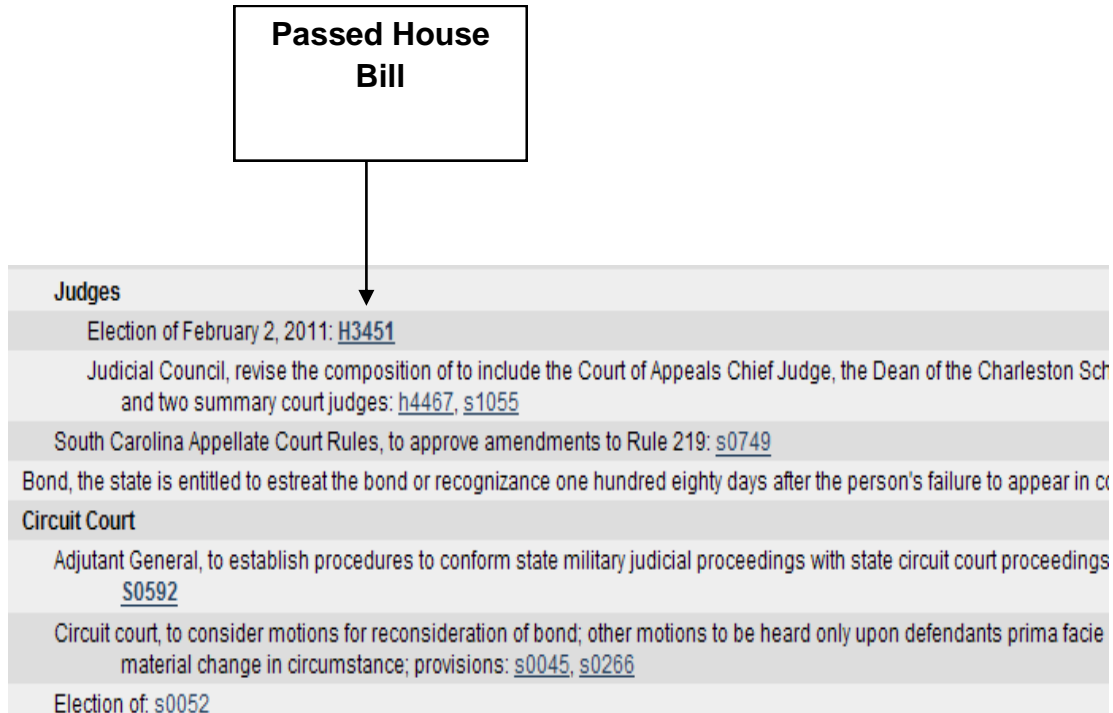 Passed House
Bill
Judges
Election of February 2, 2011: H3451
Judicial Council, revise the composition of to include the Court of Appeals Chief Judge, the Dean of the Charleston Sch
and two summary court judges: h4467, s1055
South Carolina Appellate Court Rules, to approve amendments to Rule 219: s0749
Bond, the state is entitled to estreat the bond or recognizance one hundred eighty days after the person's failure to appear in co
Circuit Court
Adjutant General, to establish procedures to conform state military judicial proceedings with state circuit court proceedings
S0592
Circuit court, to consider motions for reconsideration of bond; other motions to be heard only upon defendants prima facie
material change in circumstance; provisions: s0045, s0266
Election of: s0052